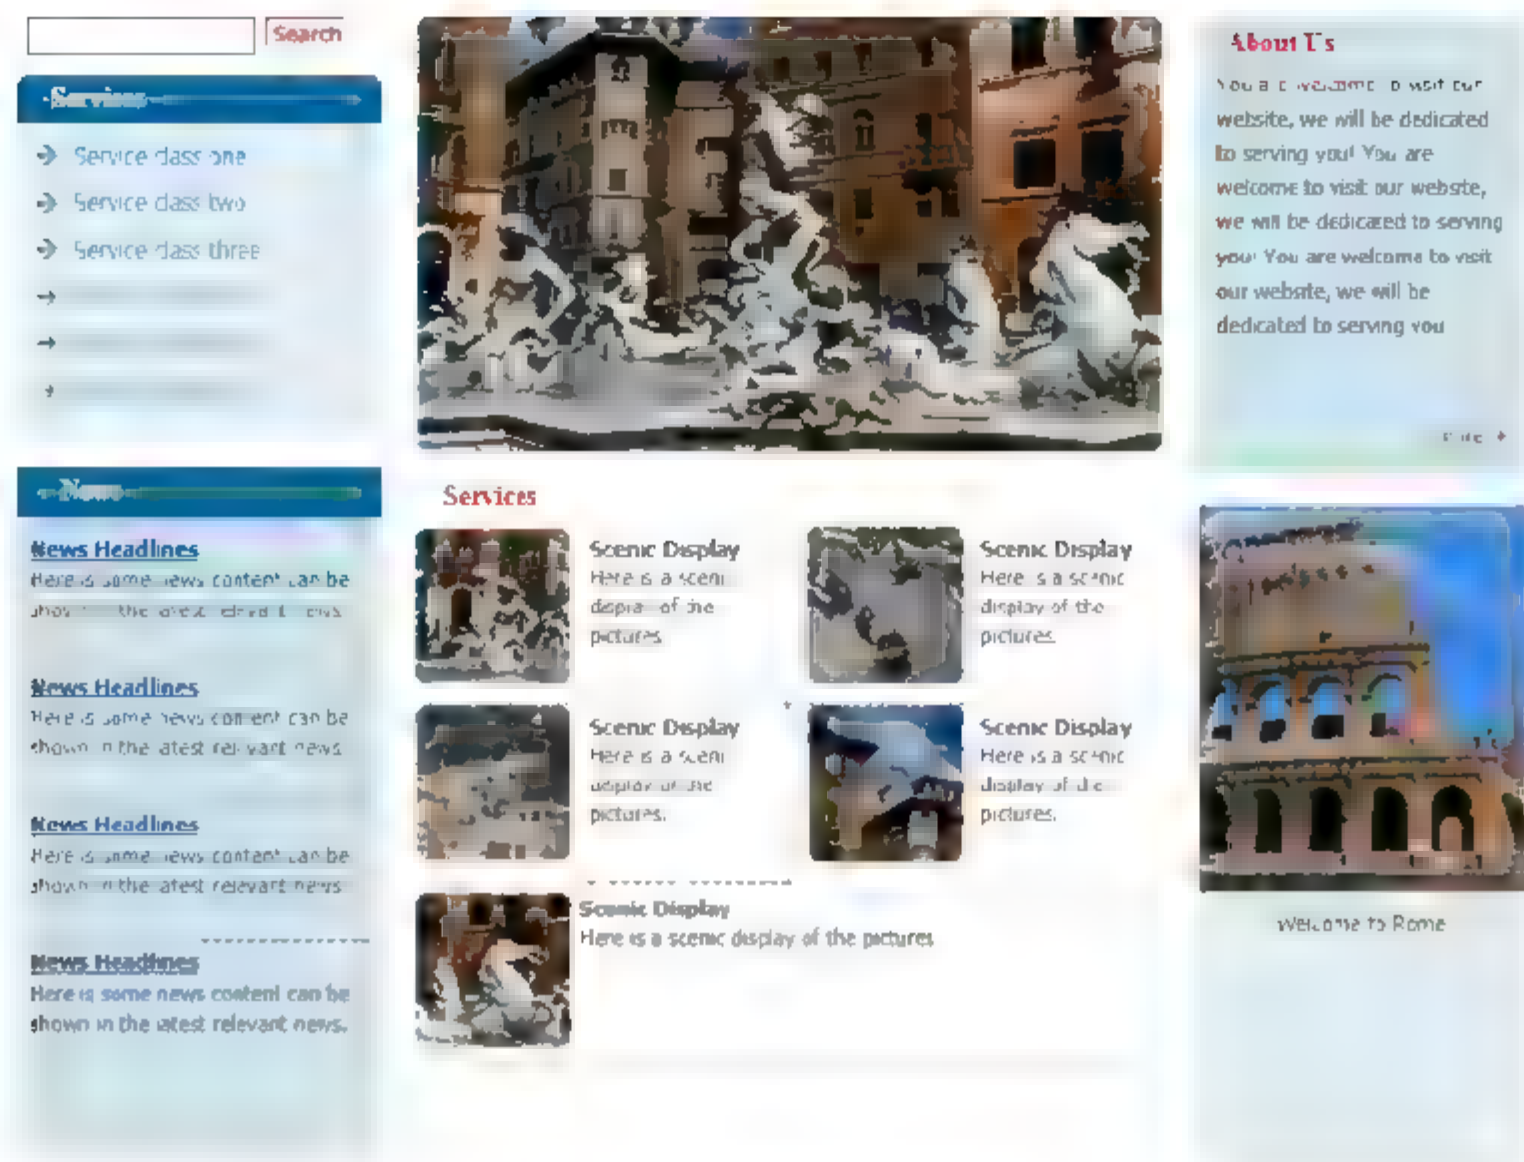 Search
Services
Service class one
Service class two
Service class three
News
News Headlines
Here is some news content can be
News Headlines
Here is some news content can be
shown in the latest relevant news
News Headlines
Here is some news content can be
shown in the latest relevant news
News Headlines
Here is some news content can be
shown in the latest relevant news.
Services
Scenic Display
Here is a scenic
display of the
pictures.
Scenic Display
Here is a scenic
display of the
pictures.
Scenic Display
Here is a scenic
display of the
pictures.
Scenic Display
Here is a scenic
display of the
pictures.
Scenic Display
Here is a scenic display of the pictures
About Us
You are welcome to visit our
website, we will be dedicated
to serving you! You are
welcome to visit our website,
we will be dedicated to serving
you! You are welcome to visit
our website, we will be
dedicated to serving you
Welcome to Rome